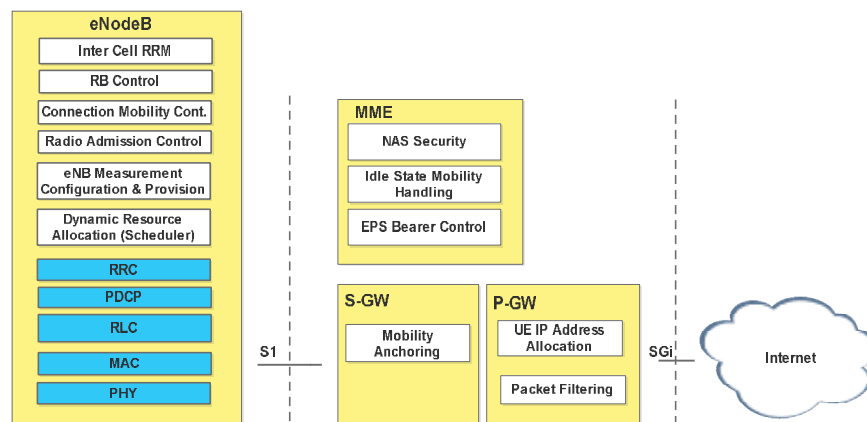 eNodeB
Inter Cell RRM
RB Control
Connection Mobility Cont.
Radio Admission Control
eNB Measurement
Configuration & Provision
Dynamic Resource
Allocation (Scheduler)
RRC
PDCP
RLC
MAC
PHY
S1
MME
NAS Security
Idle State Mobility
Handling
EPS Bearer Control
S-GW
Mobility
Anchoring
P-GW
UE IP Address
Allocation
Packet Filtering
SGi
Internet